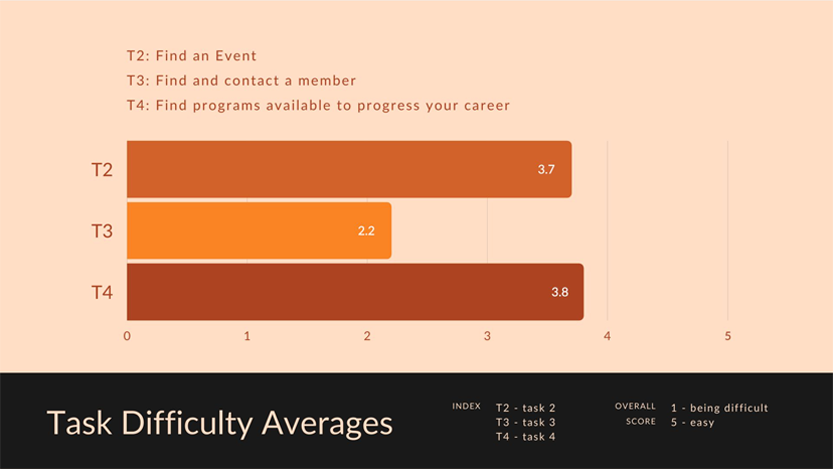 T2: Find an Event
T3: Find and contact a member
T4: Find programs available to progress your career
T2
3.7
T3
2.2
T4
3.8
0 1 2 3 4 5
Task Difficulty Averages
INDEX T2 - task 2
T3 - task 3
T4 - task 4
OVERALL 1 - being difficult
SCORE 5 - easy